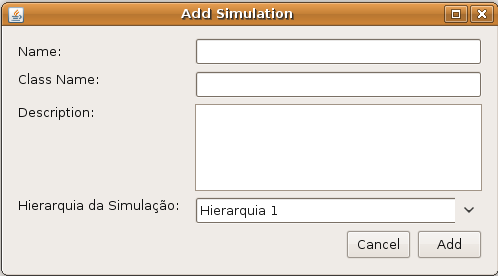 Add Simulation
Name:
Class Name:
Description:
Hierarquia da Simulação: Hierarquia 1
Cancel Add